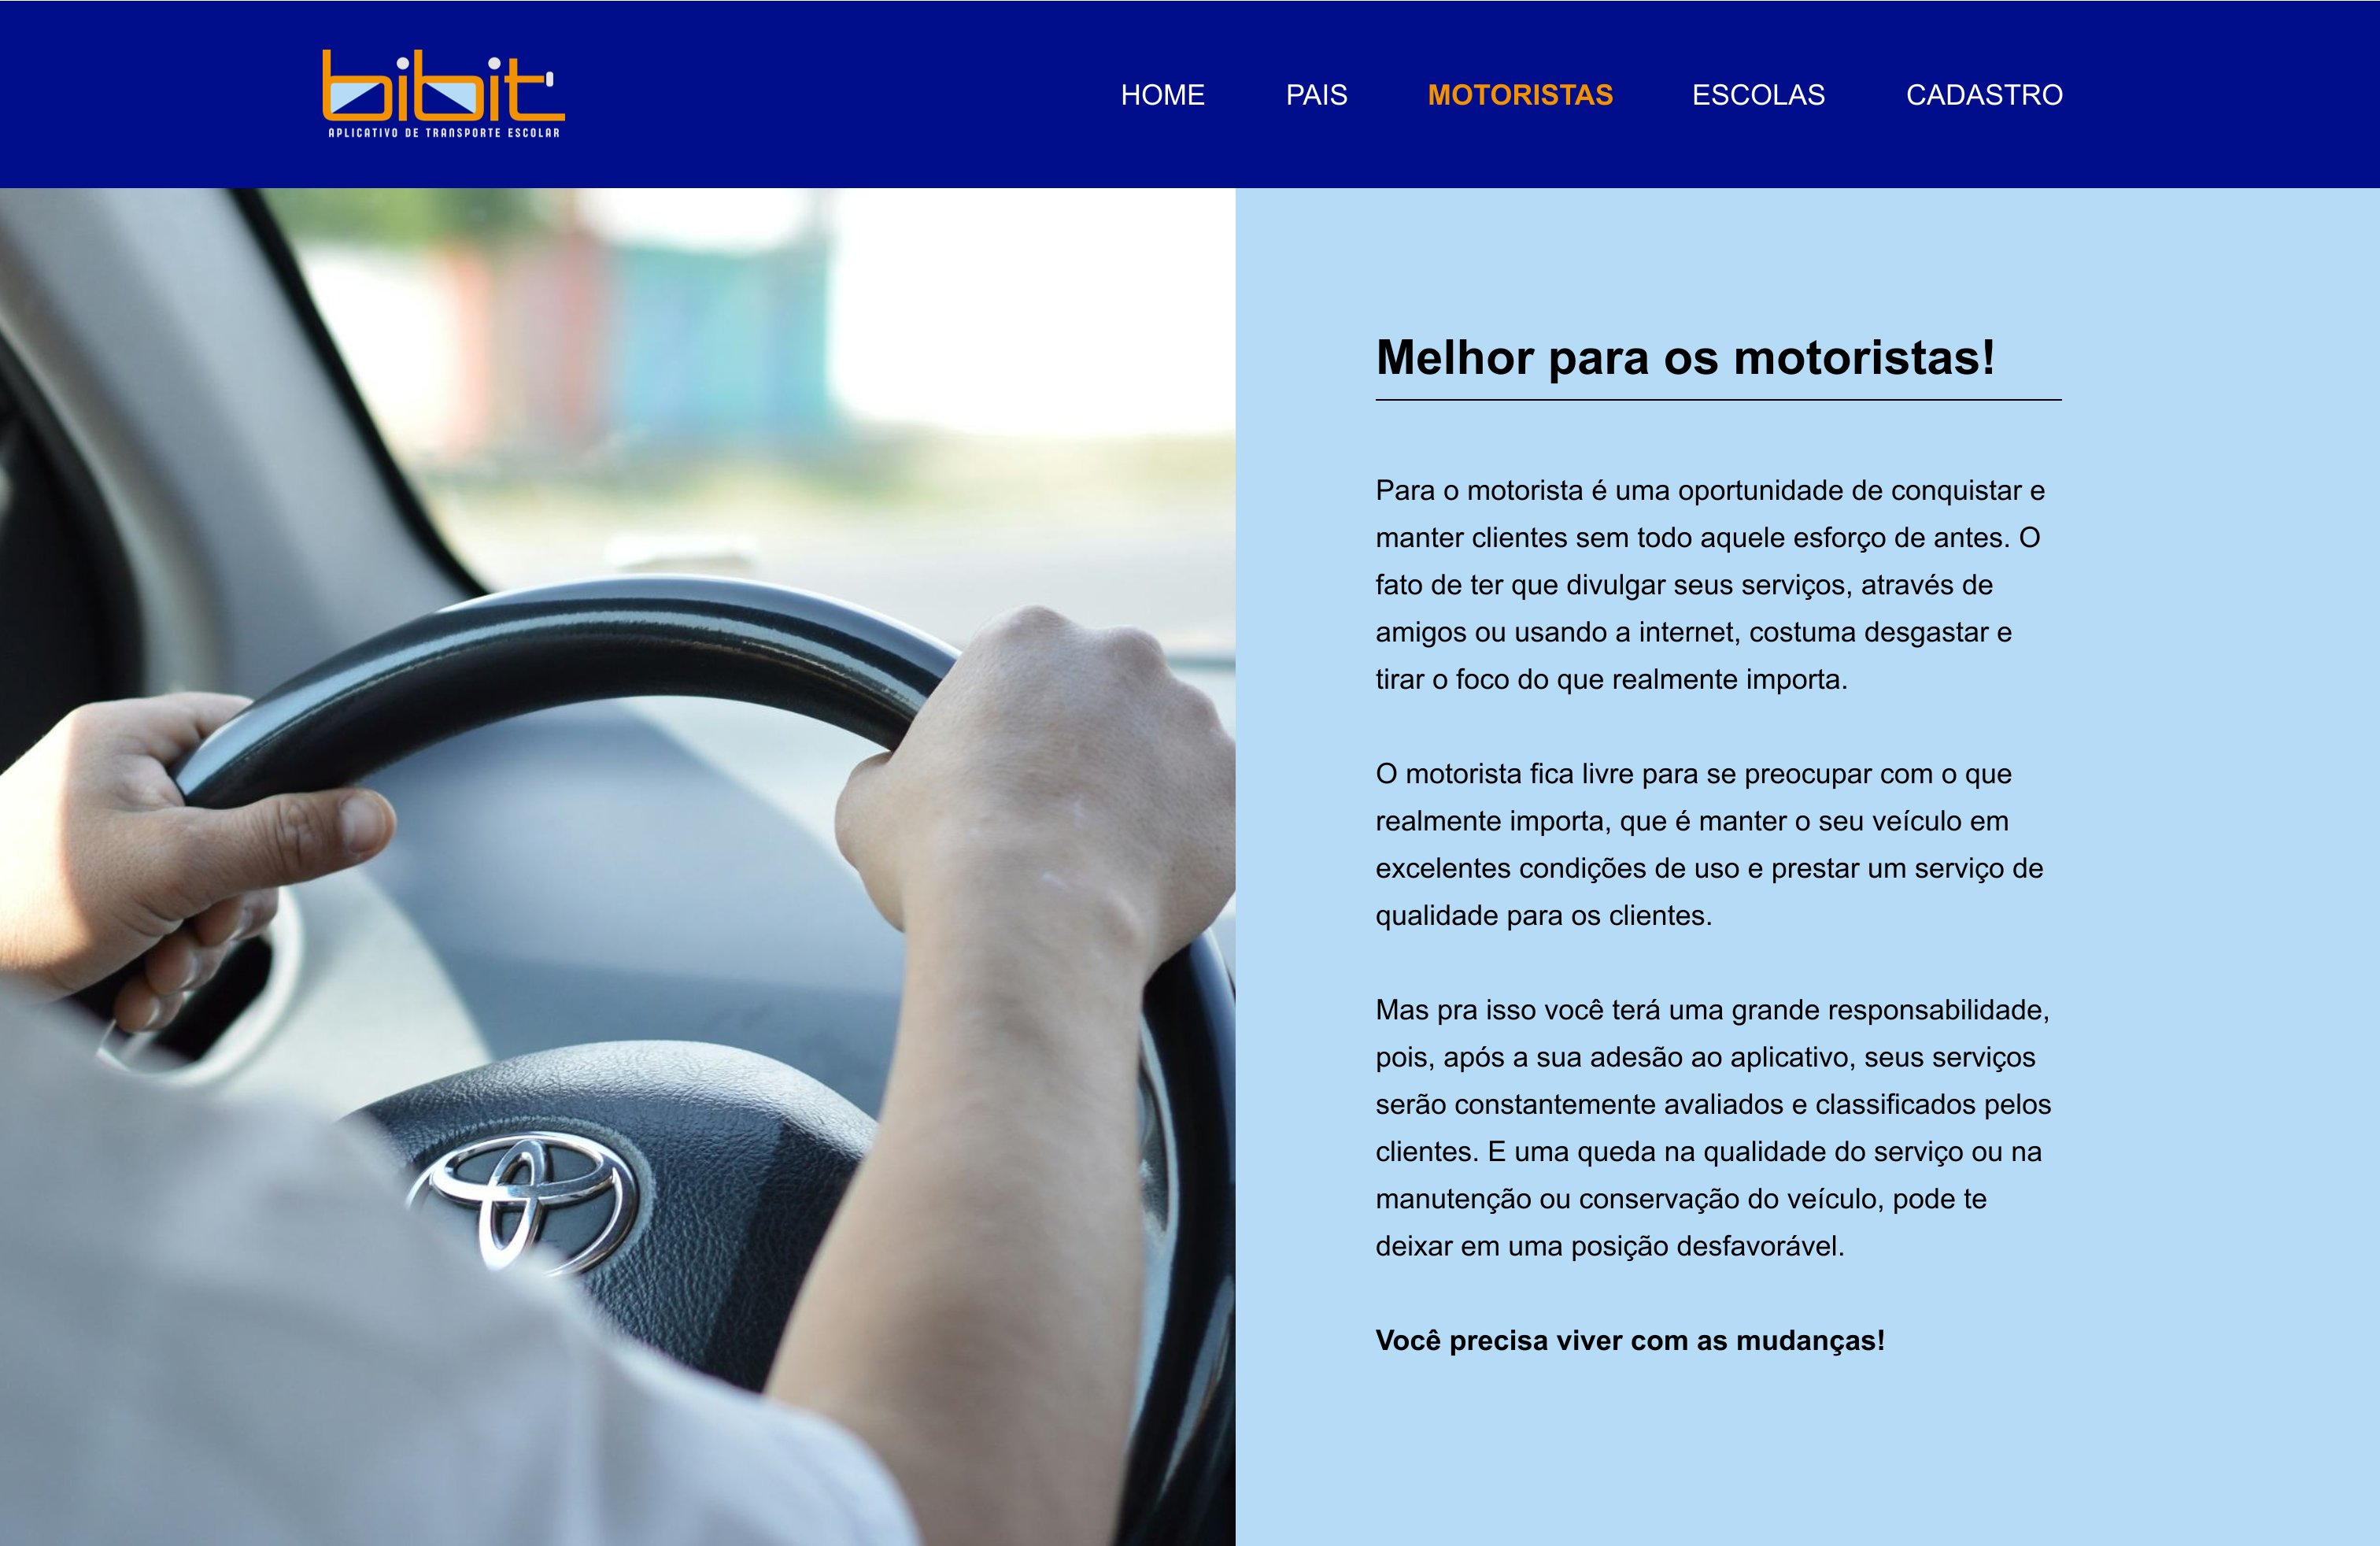 bibit
APLICATIVO DE TRANSPORTE ESCOLAR
HOME PAIS MOTORISTAS ESCOLAS CADASTRO
Melhor para os motoristas!
Para o motorista é uma oportunidade de conquistar e
manter clientes sem todo aquele esforço de antes. O
fato de ter que divulgar seus serviços, através de
amigos ou usando a internet, costuma desgastar e
tirar o foco do que realmente importa.
O motorista fica livre para se preocupar com o que
realmente importa, que é manter o seu veículo em
excelentes condições de uso e prestar um serviço de
qualidade para os clientes.
Mas pra isso você terá uma grande responsabilidade,
pois, após a sua adesão ao aplicativo, seus serviços
serão constantemente avaliados e classificados pelos
clientes. E uma queda na qualidade do serviço ou na
manutenção ou conservação do veículo, pode te
deixar em uma posição desfavorável.
Você precisa viver com as mudanças!